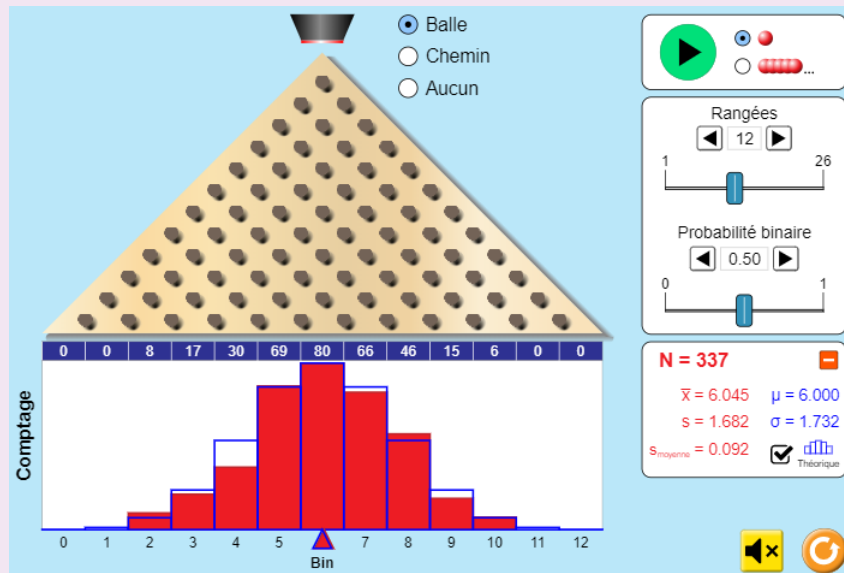 Balle
Chemin
Aucun
...
Rangées
12
1 26
Probabilité binaire
0.50
0 1
0 0 8 17 30 69 80 66 46 15 6 0 0
Comptage
0 1 2 3 4 5 7 8 9 10 11 12
Bin
N = 337
x̅ = 6.045 μ = 6.000
s = 1.682 σ = 1.732
smoyenne = 0.092
Théorique